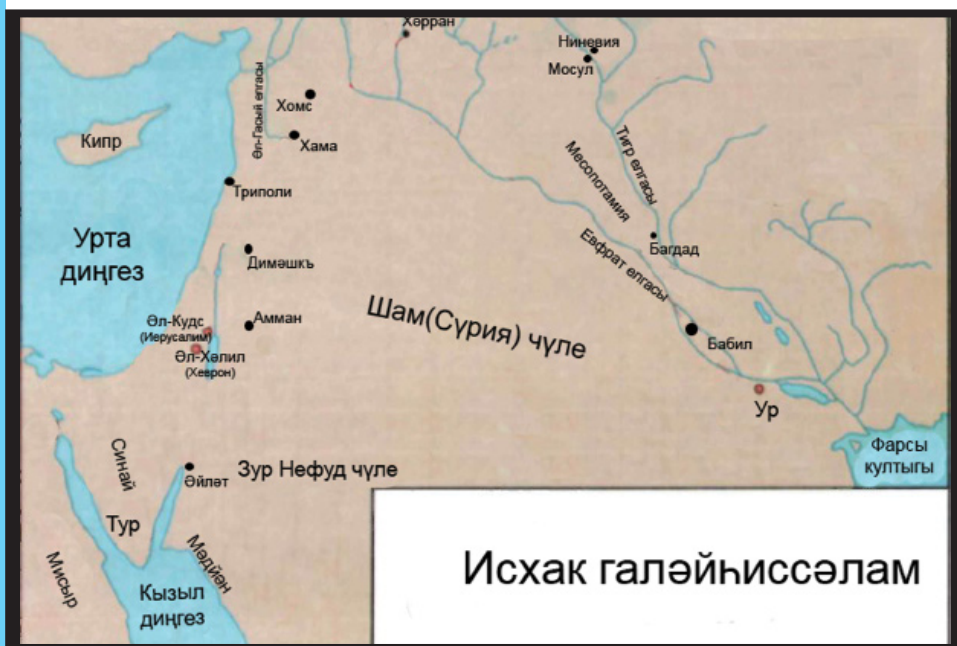 Хәрран
Ниневия
Мосул
Әл-Гасый елгасы
Хомс
Кипр
Хама
Тигр елгасы
Месопотамия
Триполи
Урта
диңгез
Димәшкъ
Багдад
Евфрат елгасы
Шам(Сүрия) чүле
Амман
Әл-Кудс
(Иерусалим)
Әл-Хәлил
(Хеврон)
Бабил
Ур
Фарсы
култыгы
Синай
Әйләт
Зур Нефуд чүле
Тур
Мәдйән
Мисыр
Кызыл
диңгез
Исхак галәйһиссәлам